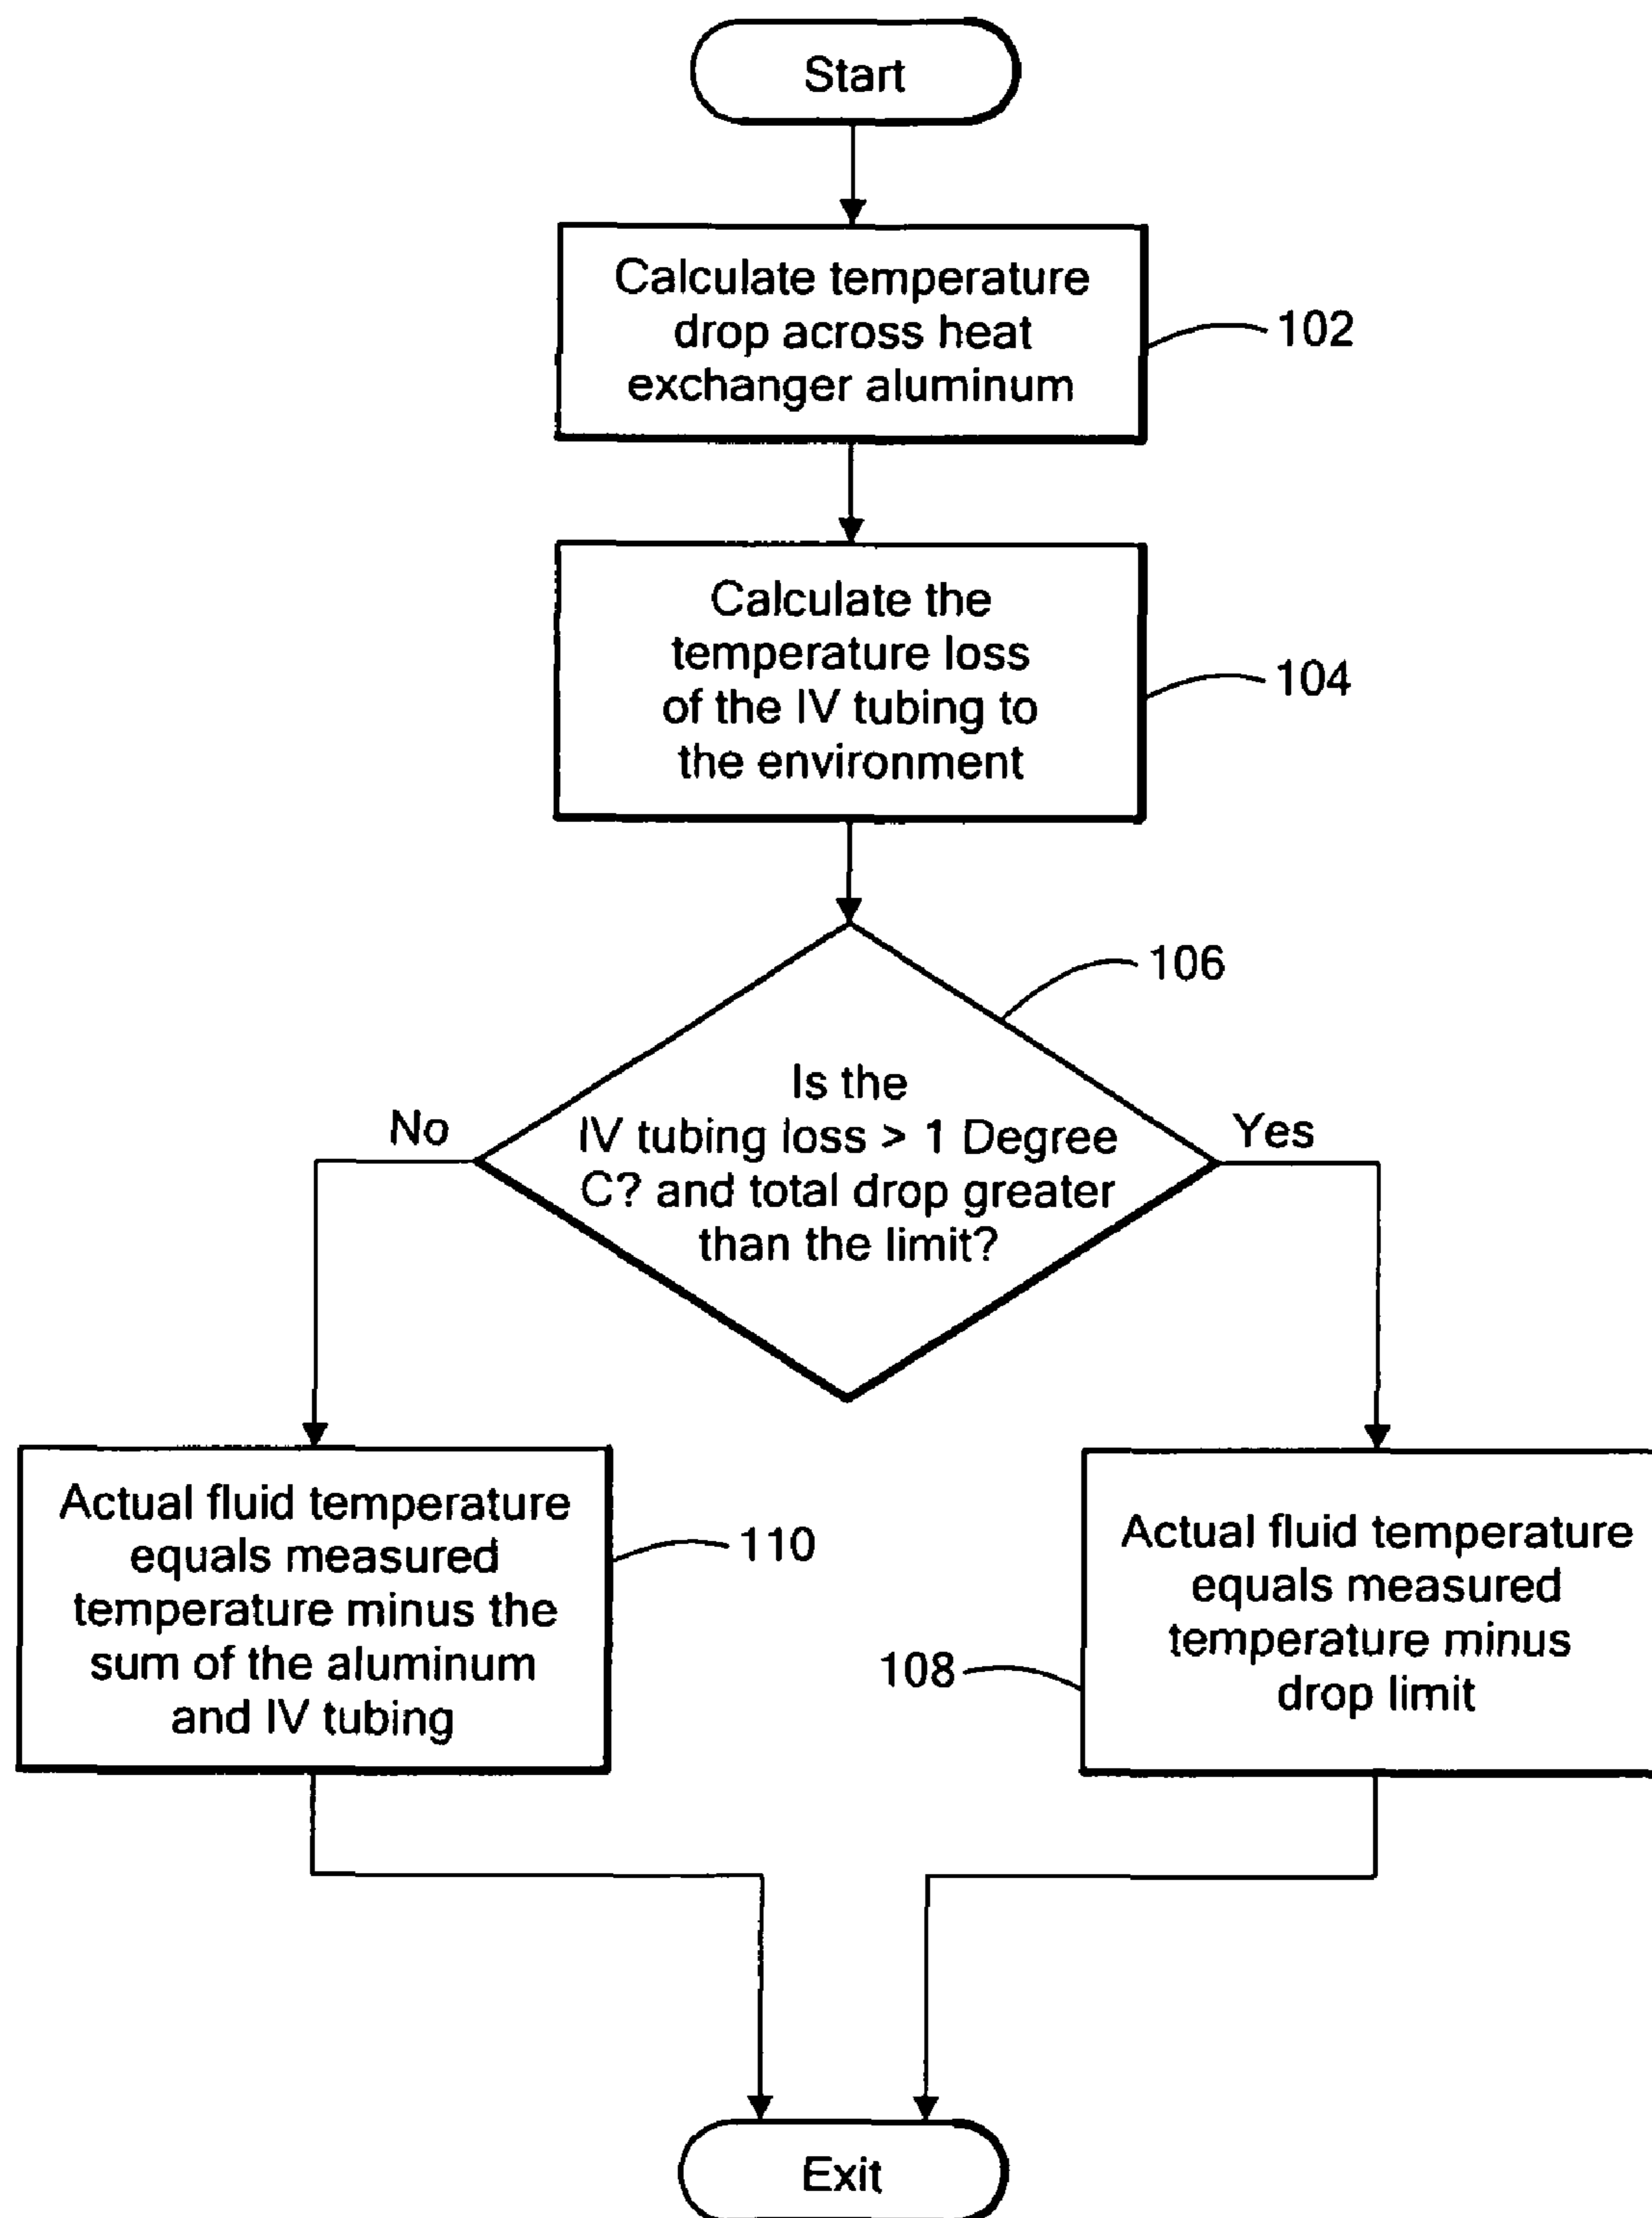 Start
Calculate temperature
drop across heat
exchanger aluminum
102
Calculate the
temperature loss
of the IV tubing to
the environment
104
106
Is the
IV tubing loss > 1 Degree
C? and total drop greater
than the limit?
No
Yes
Actual fluid temperature
equals measured
temperature minus the
sum of the aluminum
and IV tubing
110
Actual fluid temperature
equals measured
temperature minus
drop limit
108
Exit